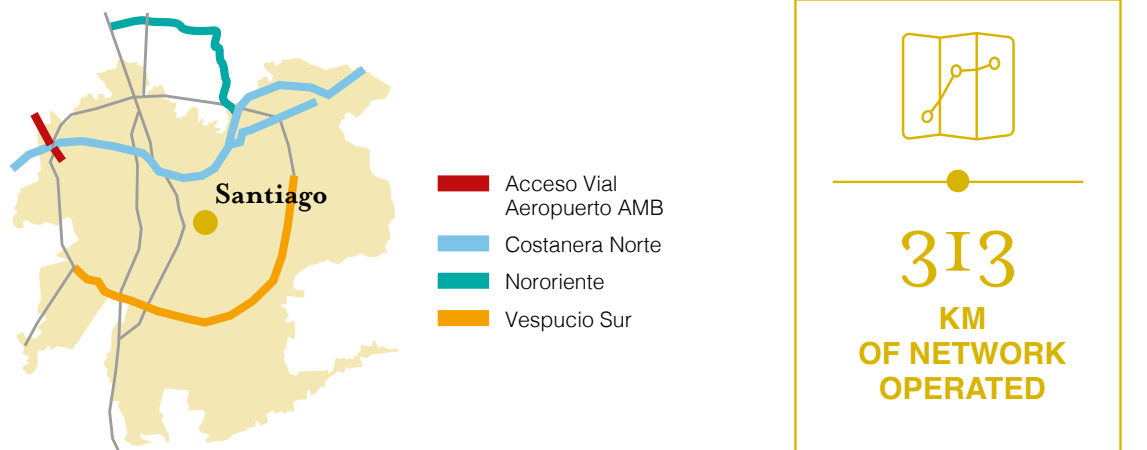 Santiago
Acceso Vial
Aeropuerto AMB
Costanera Norte
Nororiente
Vespucio Sur
313
KM
OF NETWORK
OPERATED